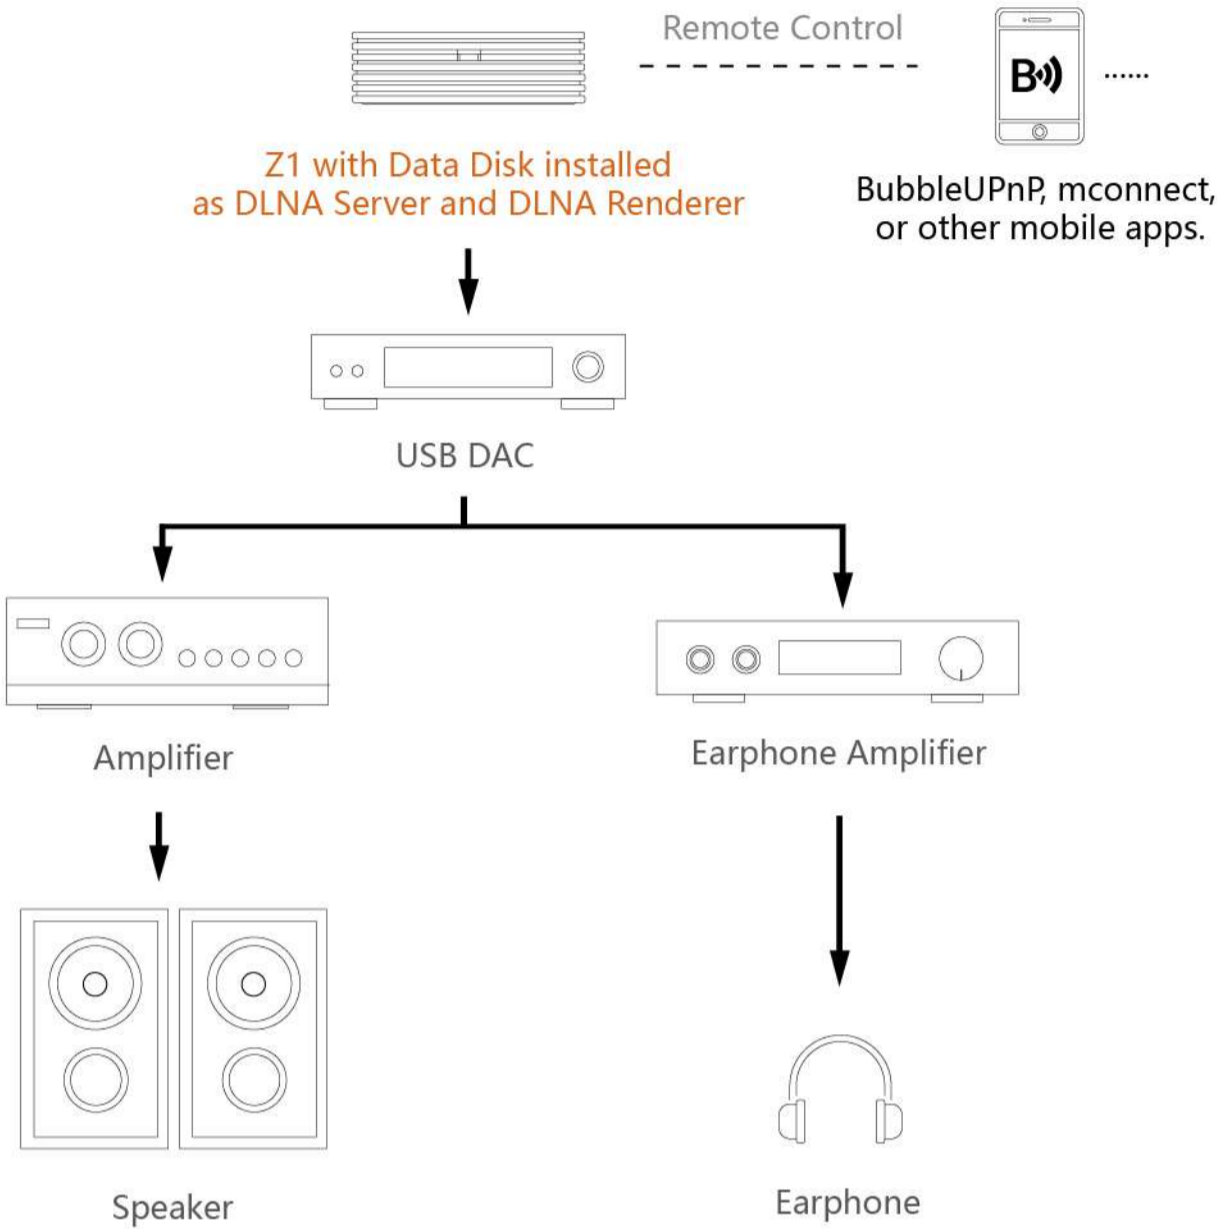 Remote Control
B
......
Z1 with Data Disk installed
as DLNA Server and DLNA Renderer
BubbleUPnP, mconnect,
or other mobile apps.
USB DAC
Amplifier
Earphone Amplifier
Speaker
Earphone